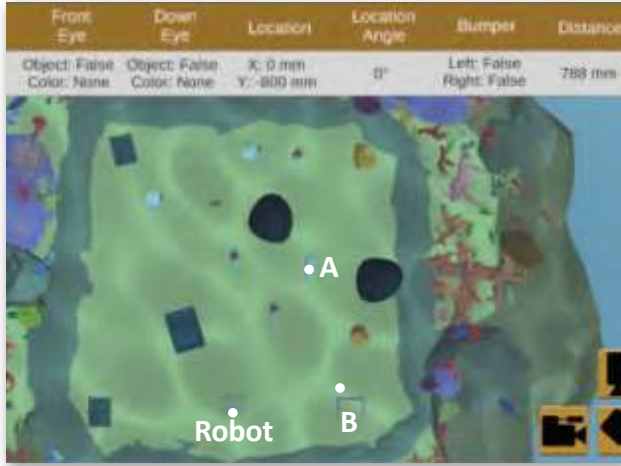 Front Eye
Down Eye
Location
Location Angle
Bumper
Distance
Object: False
Color: None
Object: False
Color: None
X: 0 mm
Y: -800 mm
0°
Left: False
Right: False
788 mm
A
B
Robot